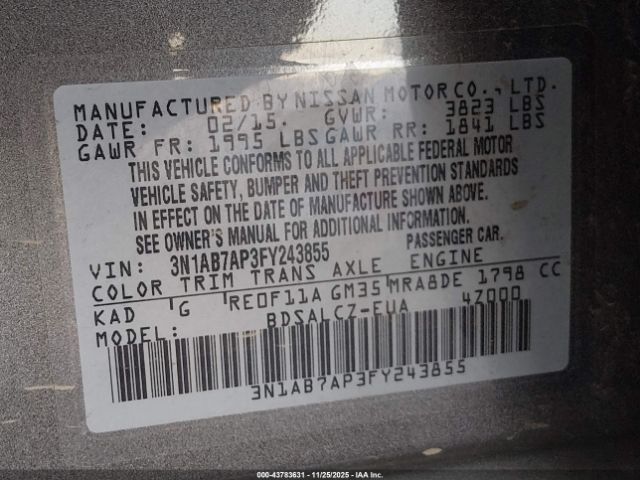 MANUFACTURED BY NISSAN MOTOR CO., LTD.
DATE: 02/15. GVWR: 3823 LBS
GAWR FR: 1995 LBS GAWR RR: 1841 LBS
THIS VEHICLE CONFORMS TO ALL APPLICABLE FEDERAL MOTOR
VEHICLE SAFETY, BUMPER AND THEFT PREVENTION STANDARDS
IN EFFECT ON THE DATE OF MANUFACTURE SHOWN ABOVE.
SEE OWNER'S MANUAL FOR ADDITIONAL INFORMATION.
VIN: 3N1AB7AP3FY243855 PASSENGER CAR.
COLOR TRIM TRANS AXLE ENGINE
KAD G RE0F11A GM35 MRA8DE 1798 CC
MODEL: BDSALCZ-EUA 4Z000
3N1AB7AP3FY243855
000-43783631 - 11/25/2025 - IAA Inc.